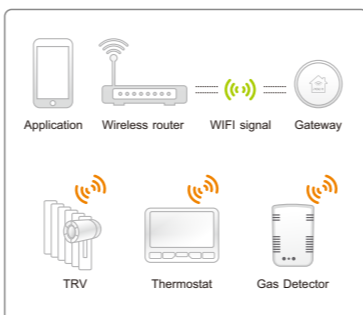 Application Wireless router WIFI signal Gateway
TRV Thermostat Gas Detector